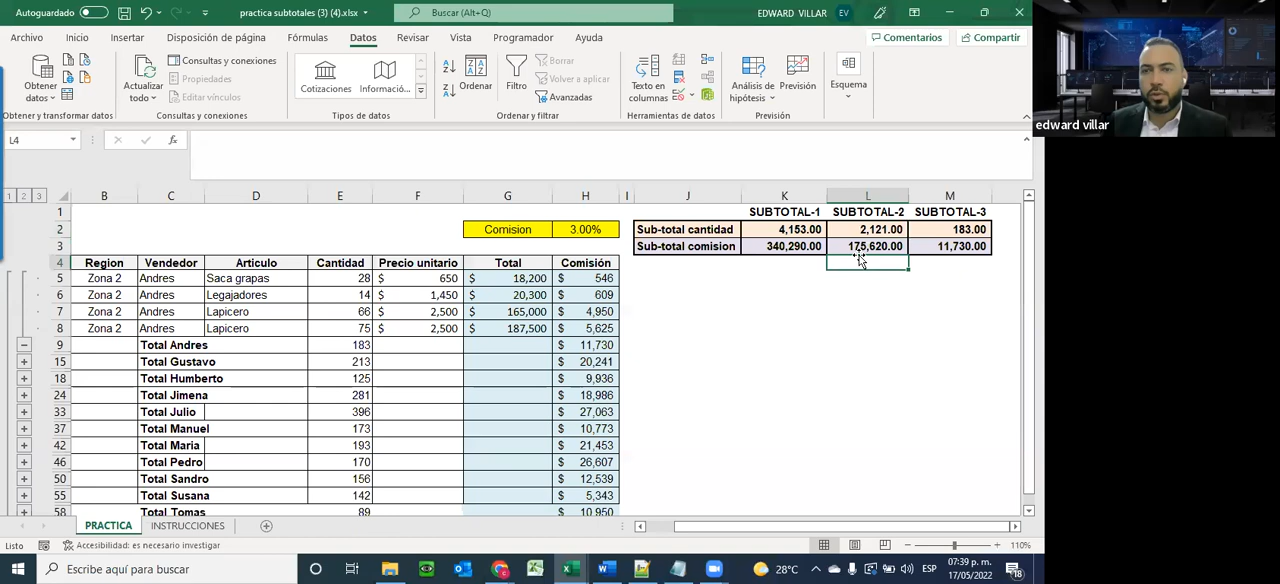 Autoguardado practica subtotales (3) (4).xlsx Buscar (Alt+Q) EDWARD VILLAR EV
Archivo Inicio Insertar Disposición de página Fórmulas Datos Revisar Vista Programador Ayuda Comentarios Compartir
Obtener datos
Actualizar todo
Consultas y conexiones
Propiedades
Editar vínculos
Cotizaciones Informació...
Ordenar
Filtro
Borrar
Volver a aplicar
Avanzadas
Texto en columnas
Análisis de hipótesis
Previsión
Esquema
Obtener y transformar datos Consultas y conexiones Tipos de datos Ordenar y filtrar Herramientas de datos Previsión
edward villar
L4 fx
1 2 3 B C D E F G H I J K L M
1 SUBTOTAL-1 SUBTOTAL-2 SUBTOTAL-3
2 Comision 3.00% Sub-total cantidad 4,153.00 2,121.00 183.00
3 Sub-total comision 340,290.00 175,620.00 11,730.00
4 Region Vendedor Articulo Cantidad Precio unitario Total Comisión
5 Zona 2 Andres Saca grapas 28 $ 650 $ 18,200 $ 546
6 Zona 2 Andres Legajadores 14 $ 1,450 $ 20,300 $ 609
7 Zona 2 Andres Lapicero 66 $ 2,500 $ 165,000 $ 4,950
8 Zona 2 Andres Lapicero 75 $ 2,500 $ 187,500 $ 5,625
9 Total Andres 183 $ 11,730
15 Total Gustavo 213 $ 20,241
18 Total Humberto 125 $ 9,936
24 Total Jimena 281 $ 18,986
33 Total Julio 396 $ 27,063
37 Total Manuel 173 $ 10,773
42 Total Maria 193 $ 21,453
46 Total Pedro 170 $ 26,607
50 Total Sandro 156 $ 12,539
55 Total Susana 142 $ 5,343
58 Total Tomas 89 $ 10,950
PRACTICA INSTRUCCIONES
Listo Accesibilidad: es necesario investigar 110%
Escribe aquí para buscar 28°C ESP 07:39 p. m.
17/05/2022 18